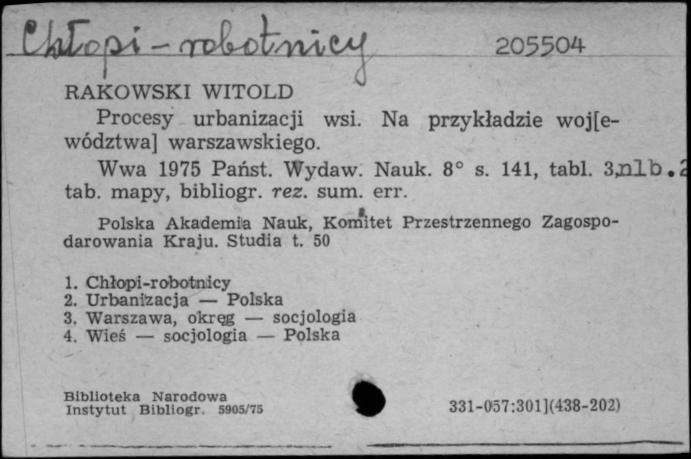 Chłopi-robotnicy 205504
RAKOWSKI WITOLD
Procesy urbanizacji wsi. Na przykładzie woj[e-
wództwa] warszawskiego.
Wwa 1975 Państ. Wydaw. Nauk. 8° s. 141, tabl. 3,nlb.2
tab. mapy, bibliogr. rez. sum. err.
Polska Akademia Nauk, Komitet Przestrzennego Zagospo-
darowania Kraju. Studia t. 50
1. Chłopi-robotnicy
2. Urbanizacja — Polska
3. Warszawa, okręg — socjologia
4. Wieś — socjologia — Polska
Biblioteka Narodowa
Instytut Bibliogr. 5905/75 331-057:301](438-202)